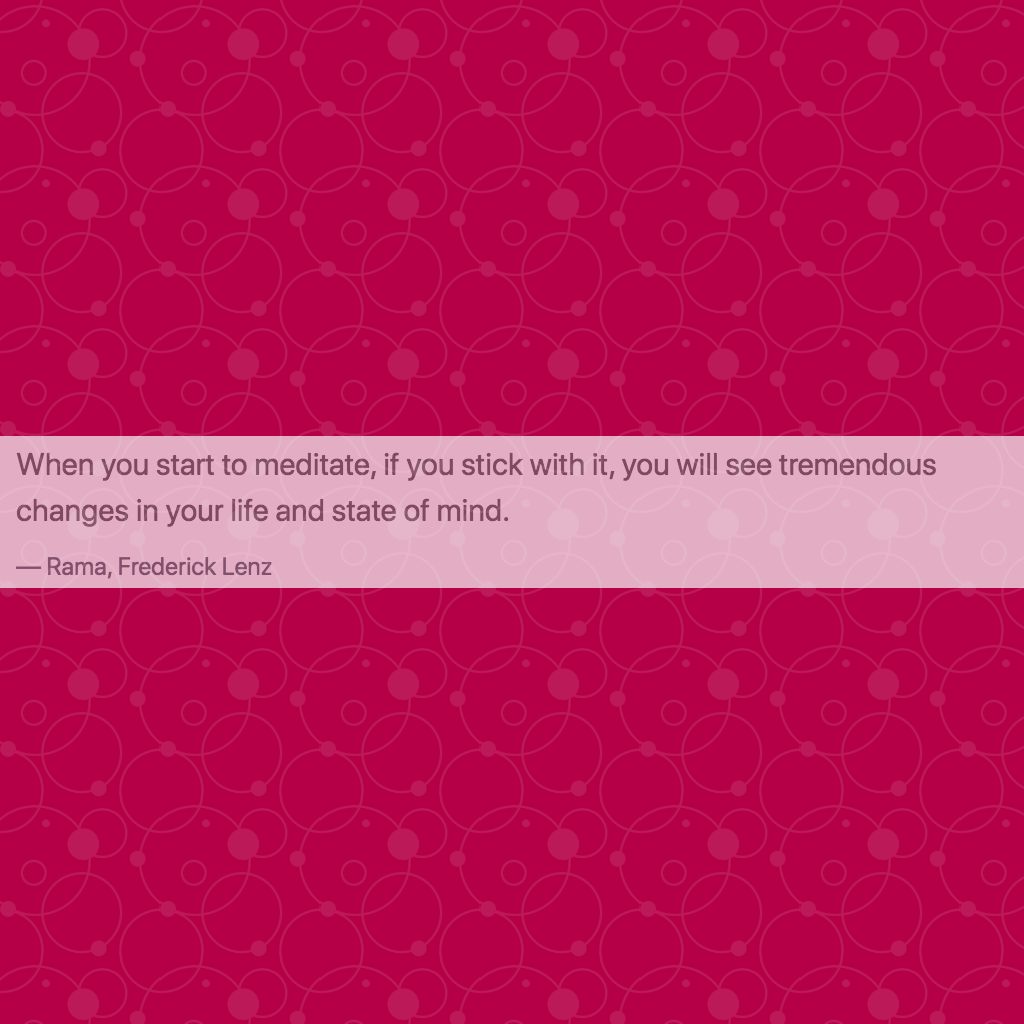 When you start to meditate, if you stick with it, you will see tremendous
changes in your life and state of mind.
— Rama, Frederick Lenz